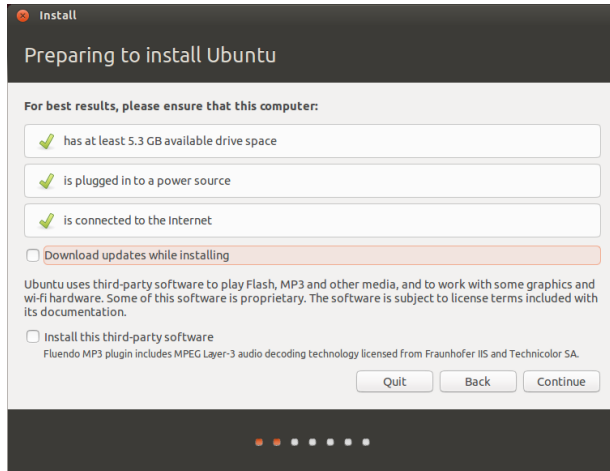 Install
Preparing to install Ubuntu
For best results, please ensure that this computer:
has at least 5.3 GB available drive space
is plugged in to a power source
is connected to the Internet
Download updates while installing
Ubuntu uses third-party software to play Flash, MP3 and other media, and to work with some graphics and
wi-fi hardware. Some of this software is proprietary. The software is subject to license terms included with
its documentation.
Install this third-party software
Fluendo MP3 plugin includes MPEG Layer-3 audio decoding technology licensed from Fraunhofer IIS and Technicolor SA.
Quit Back Continue